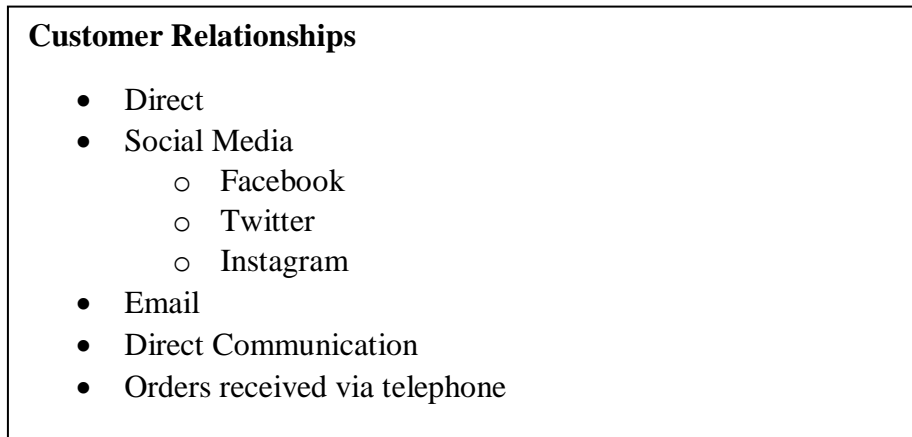 Customer Relationships
• Direct
• Social Media
o Facebook
o Twitter
o Instagram
• Email
• Direct Communication
• Orders received via telephone